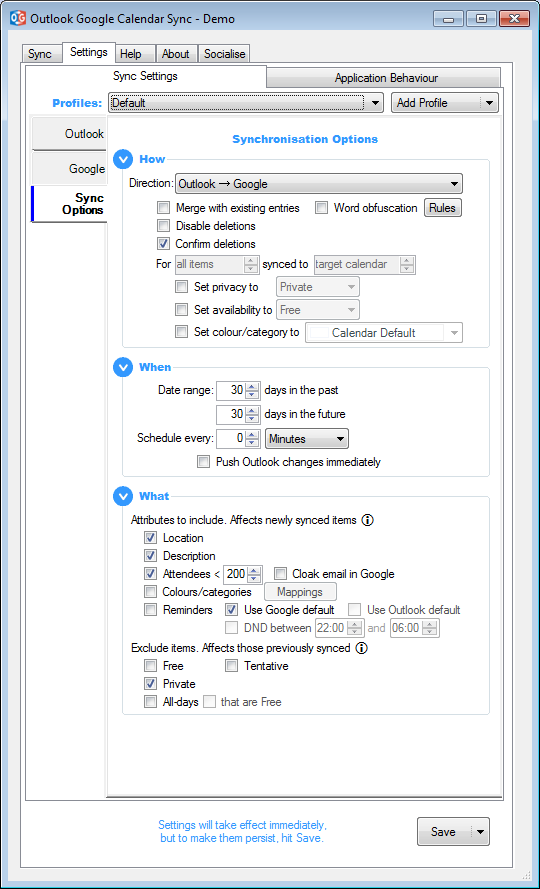 Outlook Google Calendar Sync - Demo
Sync Settings Help About Socialise
Sync Settings Application Behaviour
Profiles: Default Add Profile
Outlook
Google
Sync
Options
Synchronisation Options
How
Direction: Outlook → Google
Merge with existing entries Word obfuscation Rules
Disable deletions
Confirm deletions
For all items synced to target calendar
Set privacy to Private
Set availability to Free
Set colour/category to Calendar Default
When
Date range: 30 days in the past
30 days in the future
Schedule every: 0 Minutes
Push Outlook changes immediately
What
Attributes to include. Affects newly synced items
Location
Description
Attendees < 200 Cloak email in Google
Colours/categories Mappings
Reminders Use Google default Use Outlook default
DND between 22:00 and 06:00
Exclude items. Affects those previously synced
Free Tentative
Private
All-days that are Free
Settings will take effect immediately,
but to make them persist, hit Save.
Save